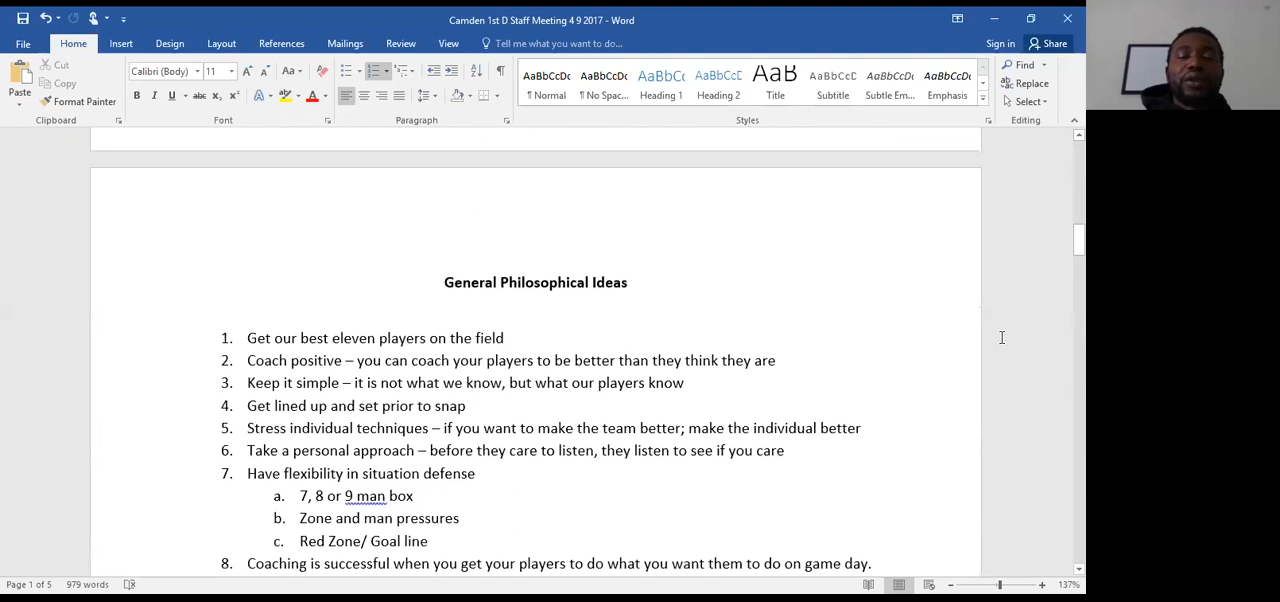 Camden 1st D Staff Meeting 4 9 2017 - Word
File Home Insert Design Layout References Mailings Review View Tell me what you want to do... Sign in Share
Cut
Copy
Paste
Format Painter
Clipboard
Calibri (Body) 11
Font
Paragraph
AaBbCcDc AaBbCcDc AaBbCc AaBbCcD AaB AaBbCcD AaBbCcDc AaBbCcDc
¶ Normal ¶ No Spac... Heading 1 Heading 2 Title Subtitle Subtle Em... Emphasis
Styles
Find
Replace
Select
Editing
General Philosophical Ideas
1. Get our best eleven players on the field
2. Coach positive – you can coach your players to be better than they think they are
3. Keep it simple – it is not what we know, but what our players know
4. Get lined up and set prior to snap
5. Stress individual techniques – if you want to make the team better; make the individual better
6. Take a personal approach – before they care to listen, they listen to see if you care
7. Have flexibility in situation defense
a. 7, 8 or 9 man box
b. Zone and man pressures
c. Red Zone/ Goal line
8. Coaching is successful when you get your players to do what you want them to do on game day.
Page 1 of 5 979 words 137%